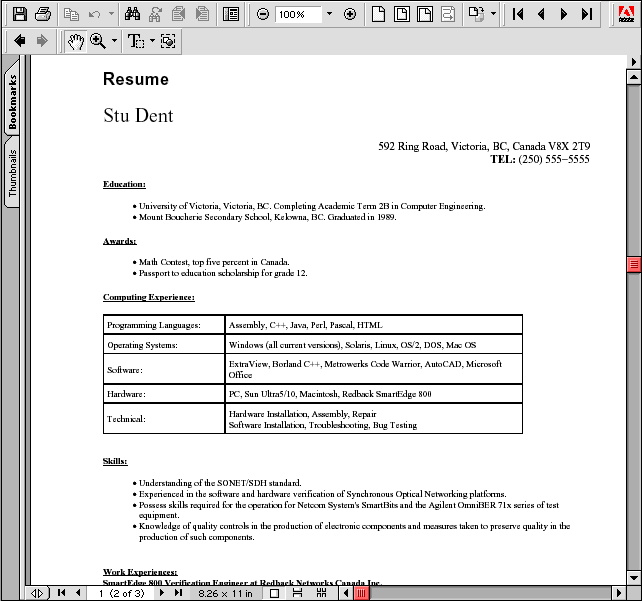 100%
Adobe
Bookmarks
Thumbnails
Resume
Stu Dent
592 Ring Road, Victoria, BC, Canada V8X 2T9
TEL: (250) 555−5555
Education:
• University of Victoria, Victoria, BC. Completing Academic Term 2B in Computer Engineering.
• Mount Boucherie Secondary School, Kelowna, BC. Graduated in 1989.
Awards:
• Math Contest, top five percent in Canada.
• Passport to education scholarship for grade 12.
Computing Experience:
Programming Languages: Assembly, C++, Java, Perl, Pascal, HTML
Operating Systems: Windows (all current versions), Solaris, Linux, OS/2, DOS, Mac OS
Software: ExtraView, Borland C++, Metrowerks Code Warrior, AutoCAD, Microsoft
Office
Hardware: PC, Sun Ultra5/10, Macintosh, Redback SmartEdge 800
Technical: Hardware Installation, Assembly, Repair
Software Installation, Troubleshooting, Bug Testing
Skills:
• Understanding of the SONET/SDH standard.
• Experienced in the software and hardware verification of Synchronous Optical Networking platforms.
• Possess skills required for the operation for Netcom System's SmartBits and the Agilent OmniBER 71x series of test
equipment.
• Knowledge of quality controls in the production of electronic components and measures taken to preserve quality in the
production of such components.
Work Experiences:
SmartEdge 800 Verification Engineer at Redback Networks Canada Inc.
1 (2 of 3)
8.26 x 11 in